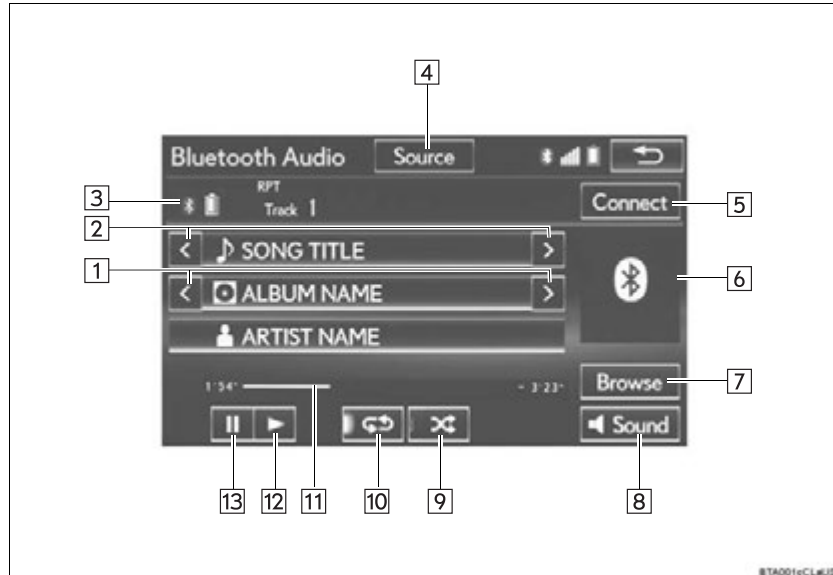 4
Bluetooth Audio Source
RPT
3 Track 1 Connect 5
2 SONG TITLE
1 ALBUM NAME 6
ARTIST NAME
1'54" - 3'23" Browse 7
Sound
13 12 11 10 9 8